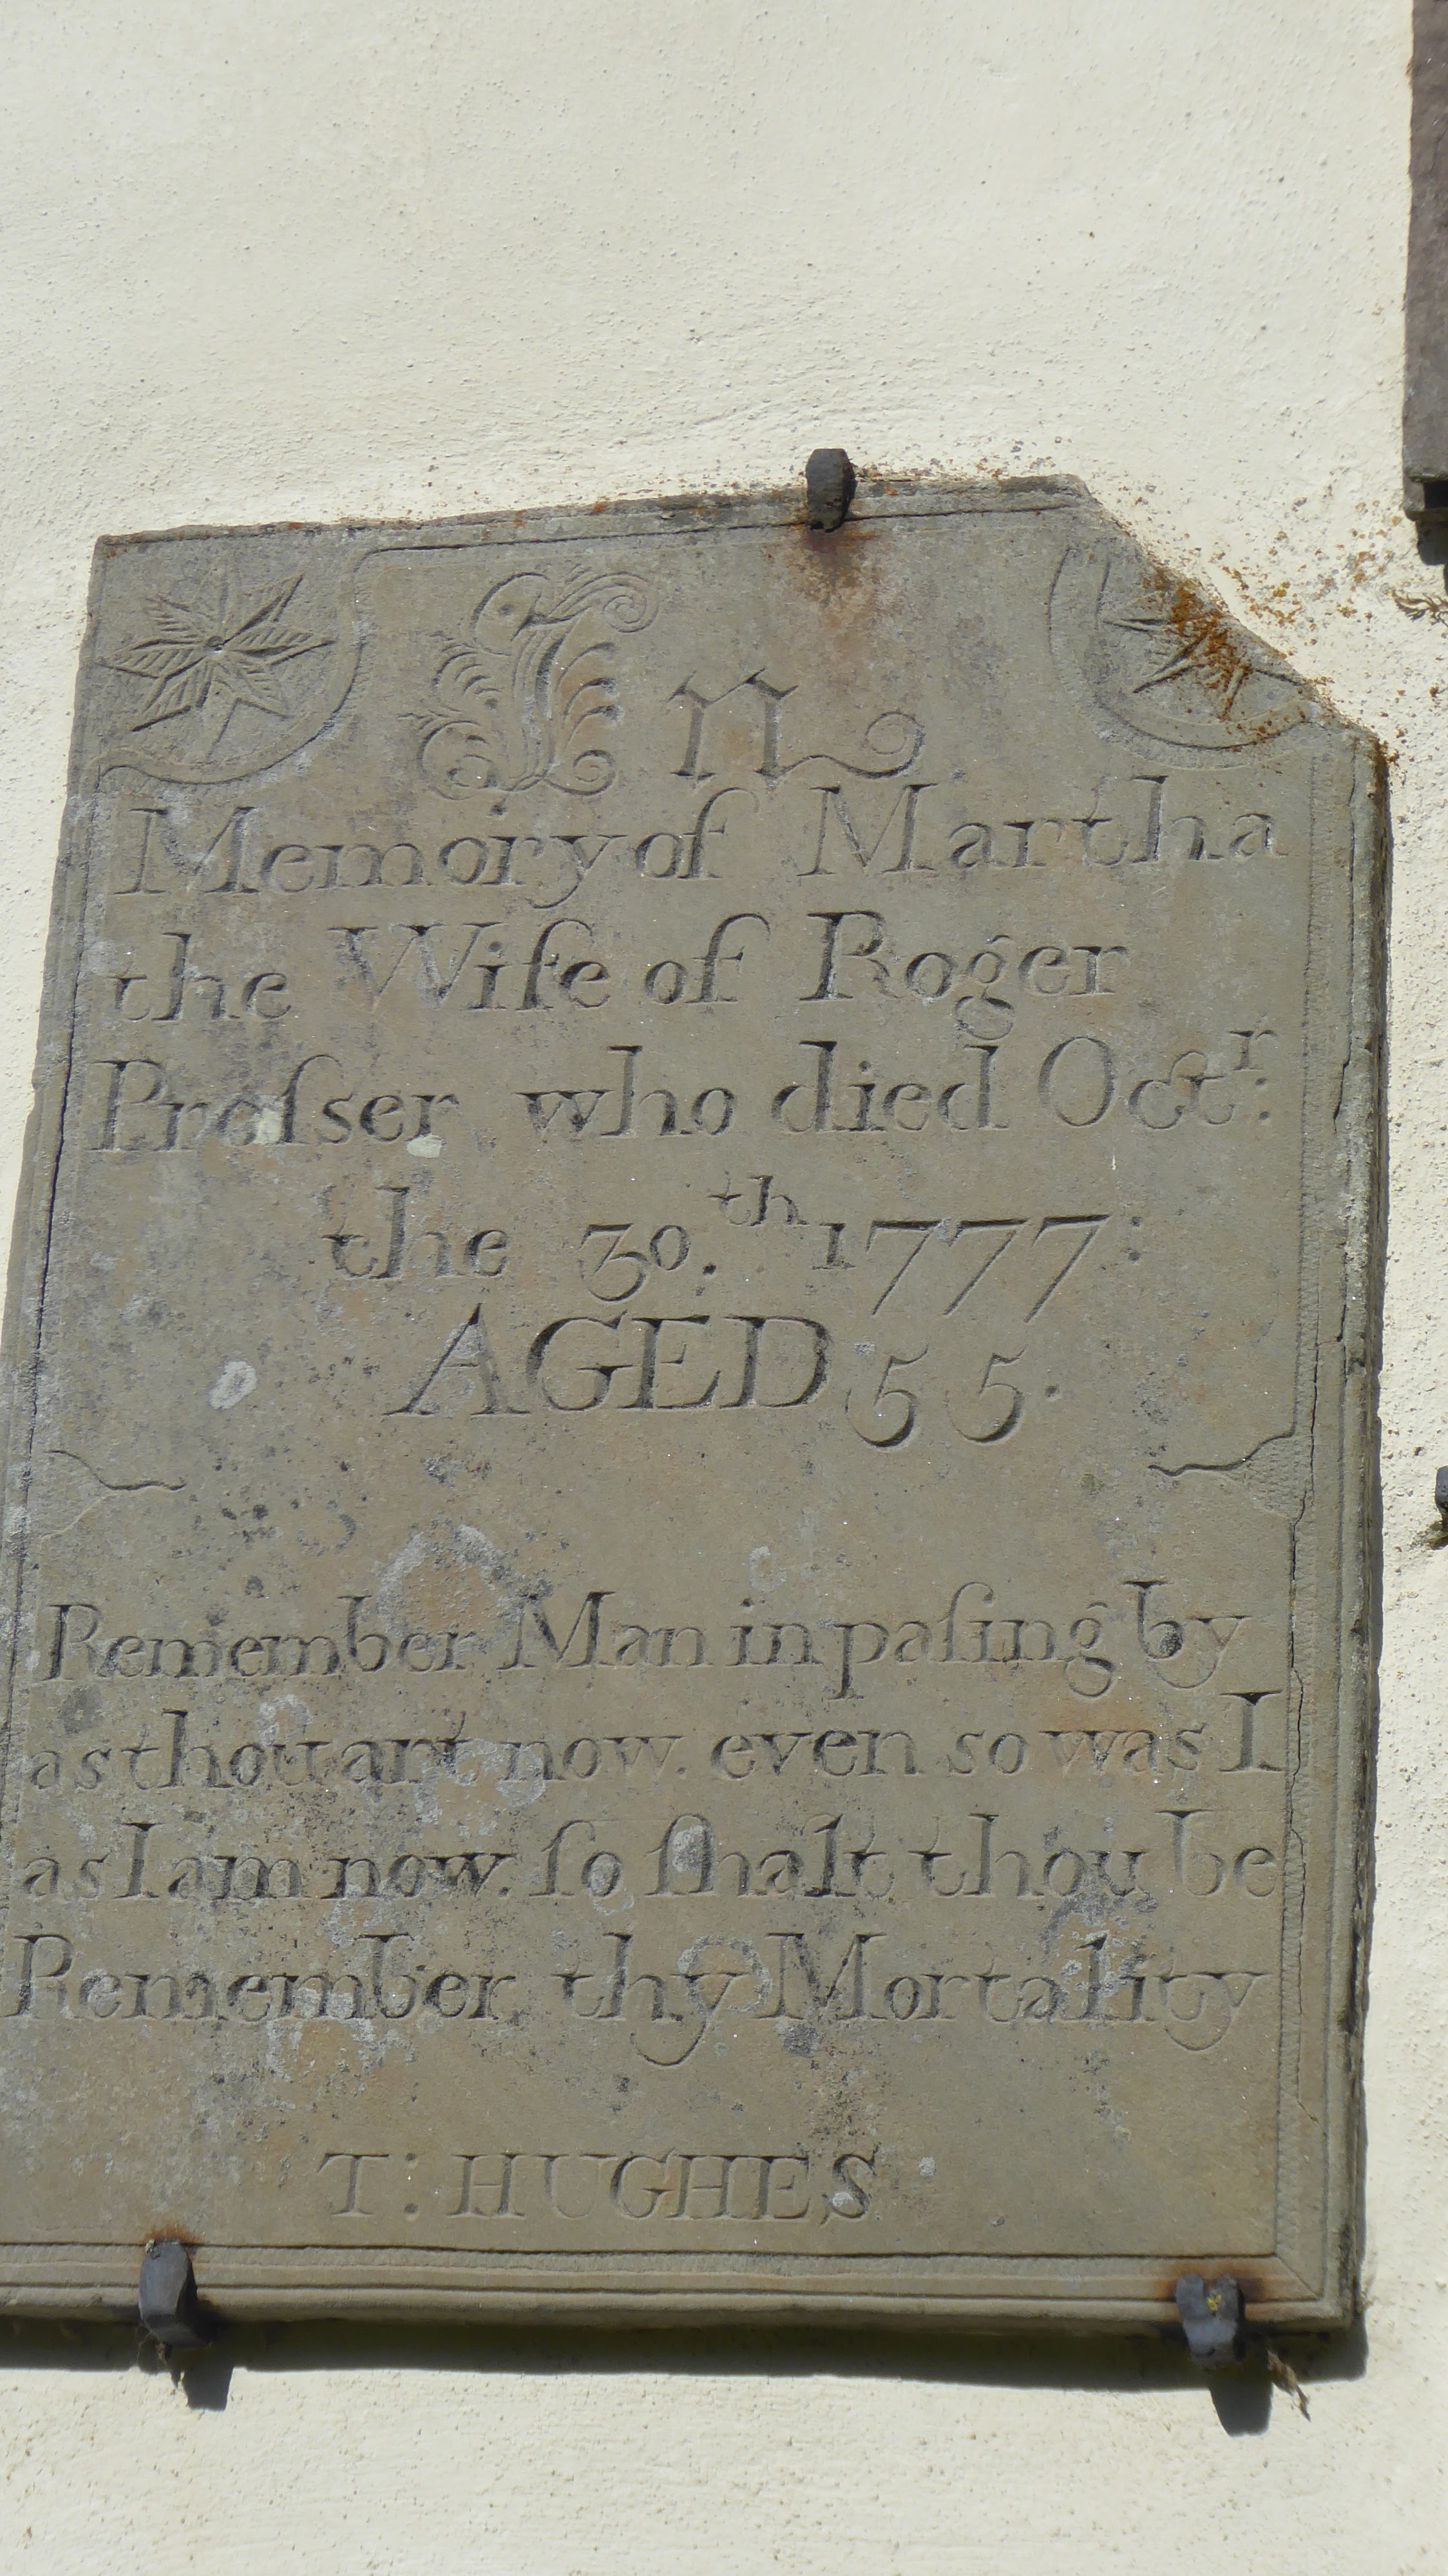 In
Memory of Martha
the Wife of Roger
Proſser who died Octr:
the 30.th 1777:
AGED 55.
Remember Man in paſing by
as thou art now. even so was I
as I am now. ſo ſhalt thou be
Remember thy Mortality
T: HUGHES